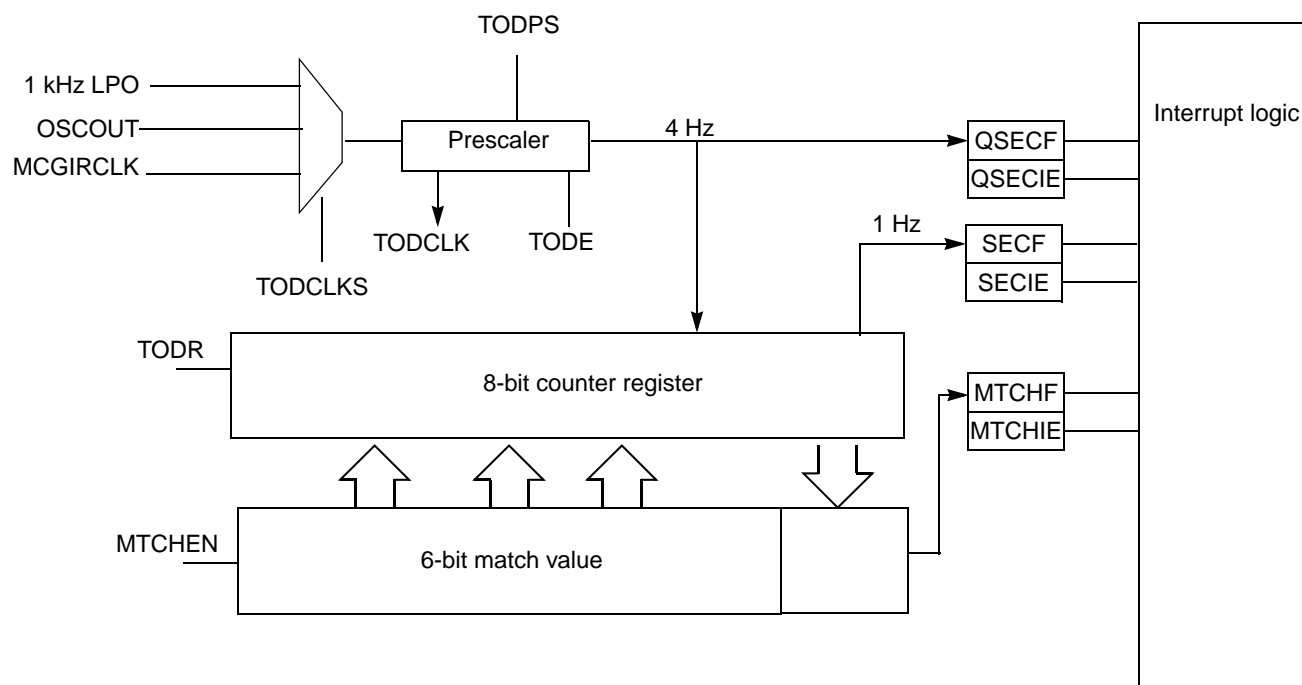 TODPS
1 kHz LPO
OSCOUT
MCGIRCLK
Prescaler
4 Hz
QSECF
QSECIE
Interrupt logic
TODCLK
TODE
TODCLKS
1 Hz
SECF
SECIE
TODR
8-bit counter register
MTCHF
MTCHIE
MTCHEN
6-bit match value